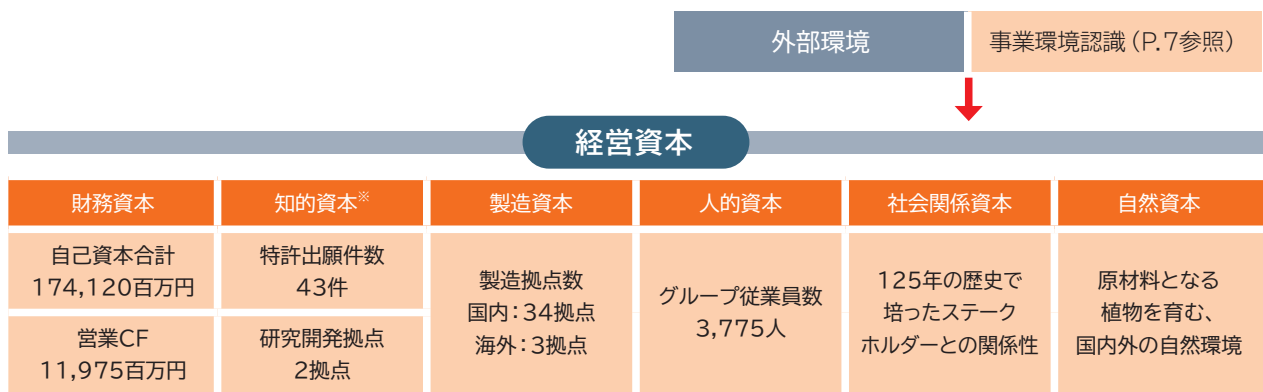 外部環境
事業環境認識(P.7参照)
経営資本
財務資本
知的資本※
製造資本
人的資本
社会関係資本
自然資本
自己資本合計
174,120百万円
営業CF
11,975百万円
特許出願件数
43件
研究開発拠点
2拠点
製造拠点数
国内:34拠点
海外:3拠点
グループ従業員数
3,775人
125年の歴史で
培ったステーク
ホルダーとの関係性
原材料となる
植物を育む、
国内外の自然環境